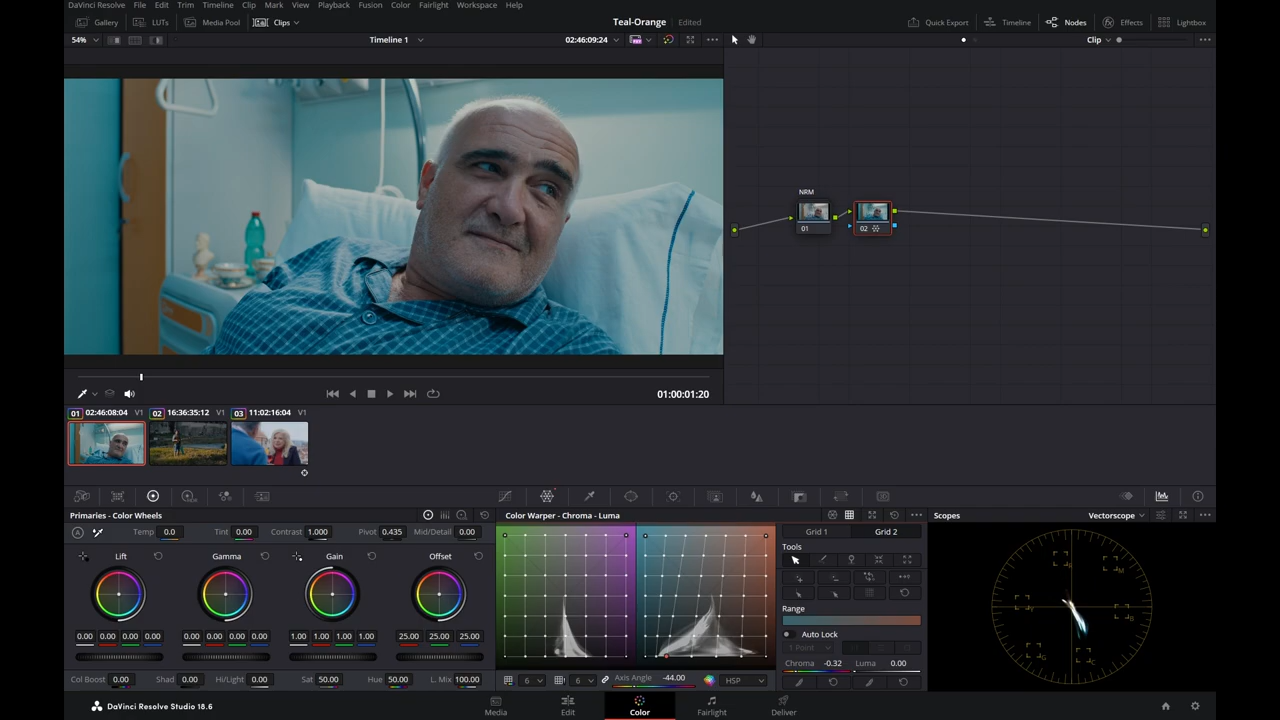 DaVinci Resolve File Edit Trim Timeline Clip Mark View Playback Fusion Color Fairlight Workspace Help
Gallery LUTs Media Pool Clips Teal-Orange Edited Quick Export Timeline Nodes Effects Lightbox
54% Timeline 1 02:46:09:24 Clip
NRM
01 02
01:00:01:20
01 02:46:08:04 V1 02 16:36:35:12 V1 03 11:02:16:04 V1
Primaries - Color Wheels Color Warper - Chroma - Luma Scopes Vectorscope
Temp 0.0 Tint 0.00 Contrast 1.000 Pivot 0.435 Mid/Detail 0.00 Grid 1 Grid 2
Tools
Lift Gamma Gain Offset
Range
0.00 0.00 0.00 0.00 0.00 0.00 0.00 0.00 1.00 1.00 1.00 1.00 25.00 25.00 25.00
Auto Lock
1 Point
Chroma -0.32 Luma 0.00
Col Boost 0.00 Shad 0.00 Hi/Light 0.00 Sat 50.00 Hue 50.00 L. Mix 100.00 6 6 Axis Angle -44.00 HSP
DaVinci Resolve Studio 18.6 Media Edit Color Fairlight Deliver